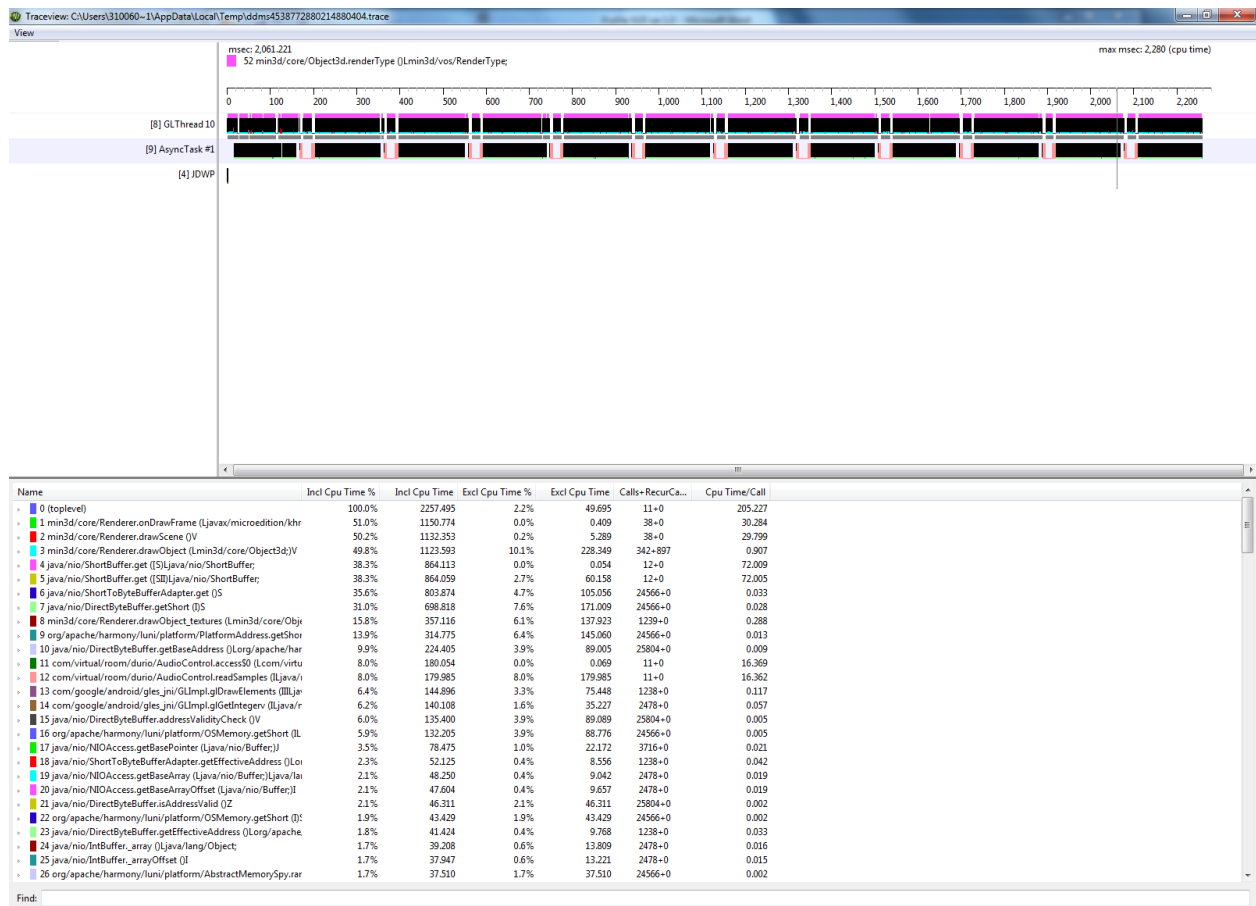 Traceview: C:\Users\310060~1\AppData\Local\Temp\ddms4538772880214880404.trace
View
msec: 2,061.221 max msec: 2,280 (cpu time)
52 min3d/core/Object3d.renderType ()Lmin3d/vos/RenderType;
0 100 200 300 400 500 600 700 800 900 1,000 1,100 1,200 1,300 1,400 1,500 1,600 1,700 1,800 1,900 2,000 2,100 2,200
[8] GLThread 10
[9] AsyncTask #1
[4] JDWP
Name Incl Cpu Time % Incl Cpu Time Excl Cpu Time % Excl Cpu Time Calls+RecurCa... Cpu Time/Call
0 (toplevel) 100.0% 2257.495 2.2% 49.695 11+0 205.227
1 min3d/core/Renderer.onDrawFrame (Ljavax/microedition/khr 51.0% 1150.774 0.0% 0.409 38+0 30.284
2 min3d/core/Renderer.drawScene ()V 50.2% 1132.353 0.2% 5.289 38+0 29.799
3 min3d/core/Renderer.drawObject (Lmin3d/core/Object3d;)V 49.8% 1123.593 10.1% 228.349 342+897 0.907
4 java/nio/ShortBuffer.get ([S)Ljava/nio/ShortBuffer; 38.3% 864.113 0.0% 0.054 12+0 72.009
5 java/nio/ShortBuffer.get ([SII)Ljava/nio/ShortBuffer; 38.3% 864.059 2.7% 60.158 12+0 72.005
6 java/nio/ShortToByteBufferAdapter.get ()S 35.6% 803.874 4.7% 105.056 24566+0 0.033
7 java/nio/DirectByteBuffer.getShort (I)S 31.0% 698.818 7.6% 171.009 24566+0 0.028
8 min3d/core/Renderer.drawObject_textures (Lmin3d/core/Obje 15.8% 357.116 6.1% 137.923 1239+0 0.288
9 org/apache/harmony/luni/platform/PlatformAddress.getShor 13.9% 314.775 6.4% 145.060 24566+0 0.013
10 java/nio/DirectByteBuffer.getBaseAddress ()Lorg/apache/har 9.9% 224.405 3.9% 89.005 25804+0 0.009
11 com/virtual/room/durio/AudioControl.access$0 (Lcom/virtu 8.0% 180.054 0.0% 0.069 11+0 16.369
12 com/virtual/room/durio/AudioControl.readSamples (ILjava/i 8.0% 179.985 8.0% 179.985 11+0 16.362
13 com/google/android/gles_jni/GLImpl.glDrawElements (IIILjav 6.4% 144.896 3.3% 75.448 1238+0 0.117
14 com/google/android/gles_jni/GLImpl.glGetIntegerv (ILjava/r 6.2% 140.108 1.6% 35.227 2478+0 0.057
15 java/nio/DirectByteBuffer.addressValidityCheck ()V 6.0% 135.400 3.9% 89.089 25804+0 0.005
16 org/apache/harmony/luni/platform/OSMemory.getShort (IL 5.9% 132.205 3.9% 88.776 24566+0 0.005
17 java/nio/NIOAccess.getBasePointer (Ljava/nio/Buffer;)J 3.5% 78.475 1.0% 22.172 3716+0 0.021
18 java/nio/ShortToByteBufferAdapter.getEffectiveAddress ()Lo 2.3% 52.125 0.4% 8.556 1238+0 0.042
19 java/nio/NIOAccess.getBaseArray (Ljava/nio/Buffer;)Ljava/la 2.1% 48.250 0.4% 9.042 2478+0 0.019
20 java/nio/NIOAccess.getBaseArrayOffset (Ljava/nio/Buffer;)I 2.1% 47.604 0.4% 9.657 2478+0 0.019
21 java/nio/DirectByteBuffer.isAddressValid ()Z 2.1% 46.311 2.1% 46.311 25804+0 0.002
22 org/apache/harmony/luni/platform/OSMemory.getShort (I)S 1.9% 43.429 1.9% 43.429 24566+0 0.002
23 java/nio/DirectByteBuffer.getEffectiveAddress ()Lorg/apache, 1.8% 41.424 0.4% 9.768 1238+0 0.033
24 java/nio/IntBuffer._array ()Ljava/lang/Object; 1.7% 39.208 0.6% 13.809 2478+0 0.016
25 java/nio/IntBuffer._arrayOffset ()I 1.7% 37.947 0.6% 13.221 2478+0 0.015
26 org/apache/harmony/luni/platform/AbstractMemorySpy.rar 1.7% 37.510 1.7% 37.510 24566+0 0.002
Find: